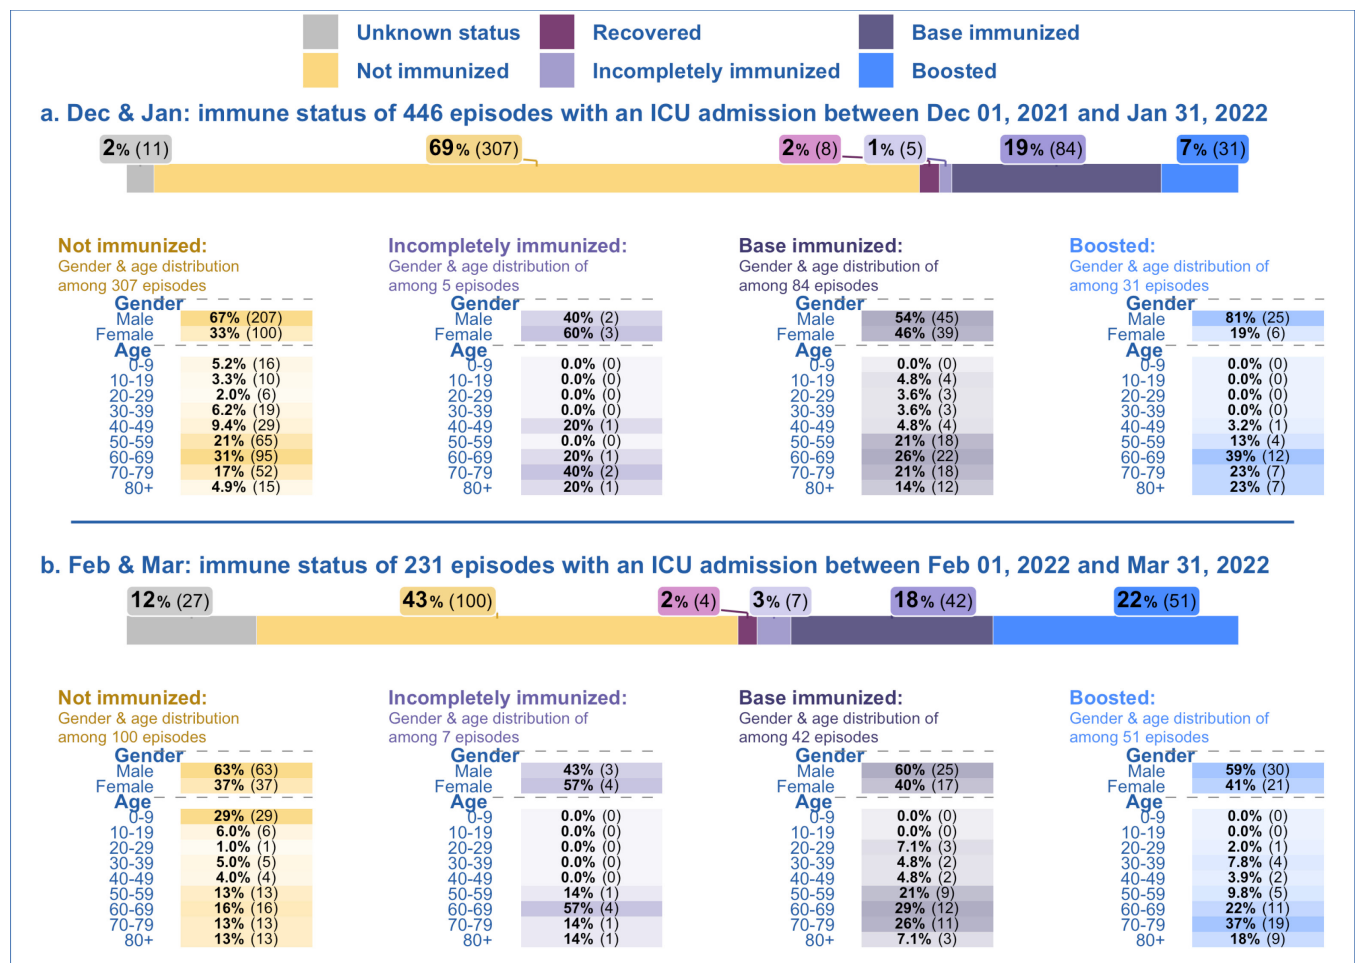 Unknown status Recovered Base immunized
Not immunized Incompletely immunized Boosted
a. Dec & Jan: immune status of 446 episodes with an ICU admission between Dec 01, 2021 and Jan 31, 2022
2% (11) 69% (307) 2% (8) 1% (5) 19% (84) 7% (31)
Not immunized: Incompletely immunized: Base immunized: Boosted:
Gender & age distribution Gender & age distribution of Gender & age distribution of Gender & age distribution of
among 307 episodes among 5 episodes among 84 episodes among 31 episodes
Gender Gender Gender Gender
Male 67% (207) Male 40% (2) Male 54% (45) Male 81% (25)
Female 33% (100) Female 60% (3) Female 46% (39) Female 19% (6)
Age Age Age Age
0-9 5.2% (16) 0-9 0.0% (0) 0-9 0.0% (0) 0-9 0.0% (0)
10-19 3.3% (10) 10-19 0.0% (0) 10-19 4.8% (4) 10-19 0.0% (0)
20-29 2.0% (6) 20-29 0.0% (0) 20-29 3.6% (3) 20-29 0.0% (0)
30-39 6.2% (19) 30-39 0.0% (0) 30-39 3.6% (3) 30-39 0.0% (0)
40-49 9.4% (29) 40-49 20% (1) 40-49 4.8% (4) 40-49 3.2% (1)
50-59 21% (65) 50-59 0.0% (0) 50-59 21% (18) 50-59 13% (4)
60-69 31% (95) 60-69 20% (1) 60-69 26% (22) 60-69 39% (12)
70-79 17% (52) 70-79 40% (2) 70-79 21% (18) 70-79 23% (7)
80+ 4.9% (15) 80+ 20% (1) 80+ 14% (12) 80+ 23% (7)
b. Feb & Mar: immune status of 231 episodes with an ICU admission between Feb 01, 2022 and Mar 31, 2022
12% (27) 43% (100) 2% (4) 3% (7) 18% (42) 22% (51)
Not immunized: Incompletely immunized: Base immunized: Boosted:
Gender & age distribution Gender & age distribution of Gender & age distribution of Gender & age distribution of
among 100 episodes among 7 episodes among 42 episodes among 51 episodes
Gender Gender Gender Gender
Male 63% (63) Male 43% (3) Male 60% (25) Male 59% (30)
Female 37% (37) Female 57% (4) Female 40% (17) Female 41% (21)
Age Age Age Age
0-9 29% (29) 0-9 0.0% (0) 0-9 0.0% (0) 0-9 0.0% (0)
10-19 6.0% (6) 10-19 0.0% (0) 10-19 0.0% (0) 10-19 0.0% (0)
20-29 1.0% (1) 20-29 0.0% (0) 20-29 7.1% (3) 20-29 2.0% (1)
30-39 5.0% (5) 30-39 0.0% (0) 30-39 4.8% (2) 30-39 7.8% (4)
40-49 4.0% (4) 40-49 0.0% (0) 40-49 4.8% (2) 40-49 3.9% (2)
50-59 13% (13) 50-59 14% (1) 50-59 21% (9) 50-59 9.8% (5)
60-69 16% (16) 60-69 57% (4) 60-69 29% (12) 60-69 22% (11)
70-79 13% (13) 70-79 14% (1) 70-79 26% (11) 70-79 37% (19)
80+ 13% (13) 80+ 14% (1) 80+ 7.1% (3) 80+ 18% (9)